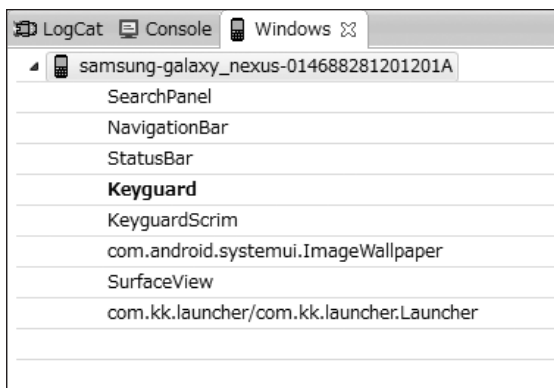 LogCat Console Windows
samsung-galaxy_nexus-014688281201201A
SearchPanel
NavigationBar
StatusBar
Keyguard
KeyguardScrim
com.android.systemui.ImageWallpaper
SurfaceView
com.kk.launcher/com.kk.launcher.Launcher